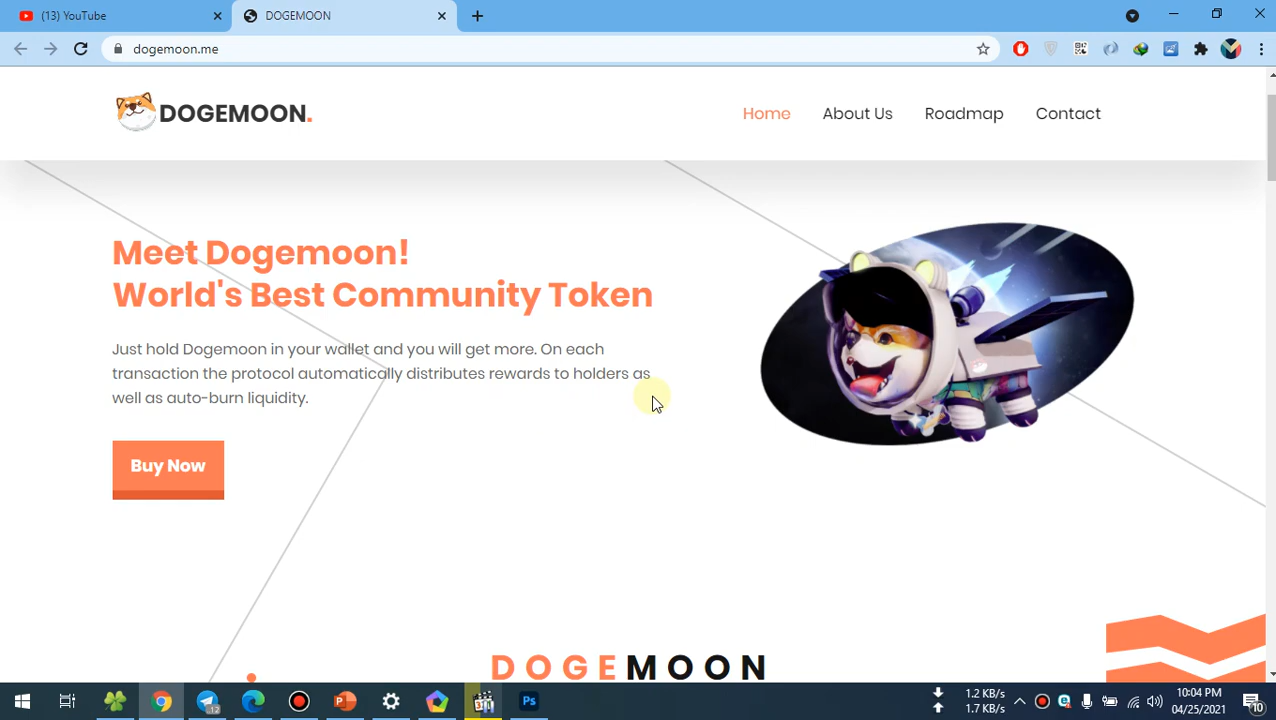 (13) YouTube
DOGEMOON
dogemoon.me
DOGEMOON.
Home
About Us
Roadmap
Contact
Meet Dogemoon!
World's Best Community Token
Just hold Dogemoon in your wallet and you will get more. On each
transaction the protocol automatically distributes rewards to holders as
well as auto-burn liquidity.
Buy Now
DOGEMOON
12
Ps
1.2 KB/s
1.7 KB/s
10:04 PM
04/25/2021
10